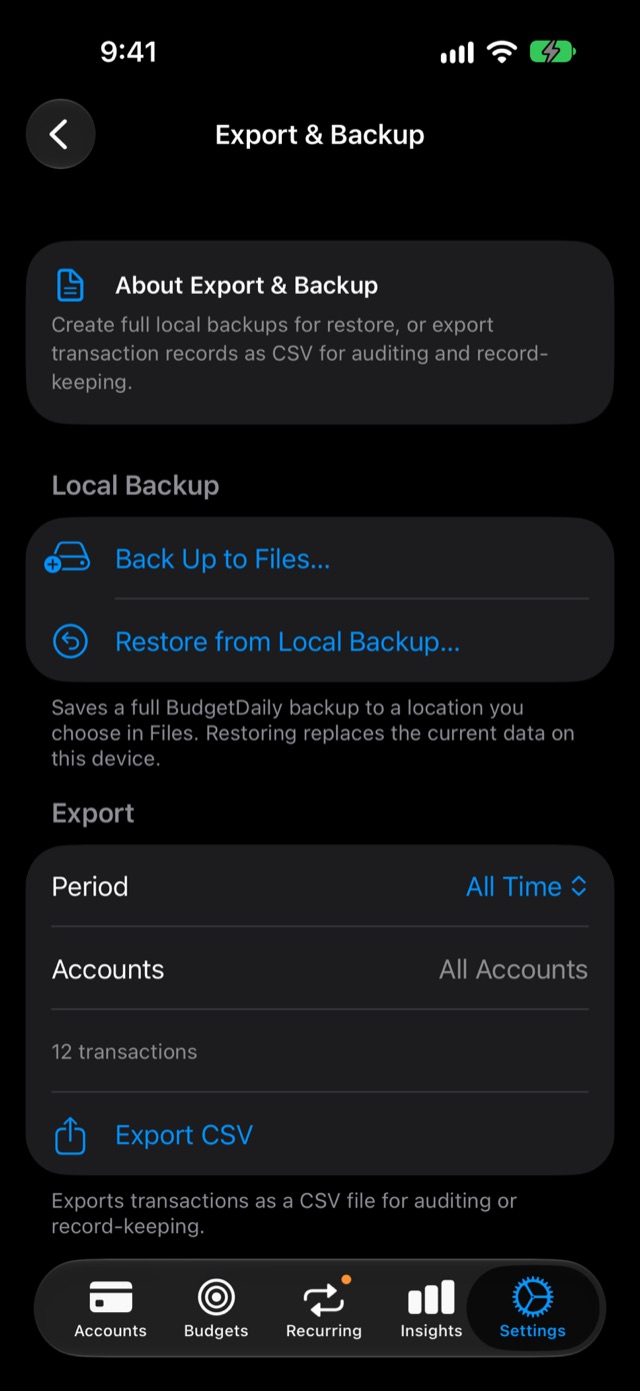 9:41
Export & Backup
About Export & Backup
Create full local backups for restore, or export
transaction records as CSV for auditing and record-
keeping.
Local Backup
Back Up to Files...
Restore from Local Backup...
Saves a full BudgetDaily backup to a location you
choose in Files. Restoring replaces the current data on
this device.
Export
Period All Time
Accounts All Accounts
12 transactions
Export CSV
Exports transactions as a CSV file for auditing or
record-keeping.
Accounts Budgets Recurring Insights Settings